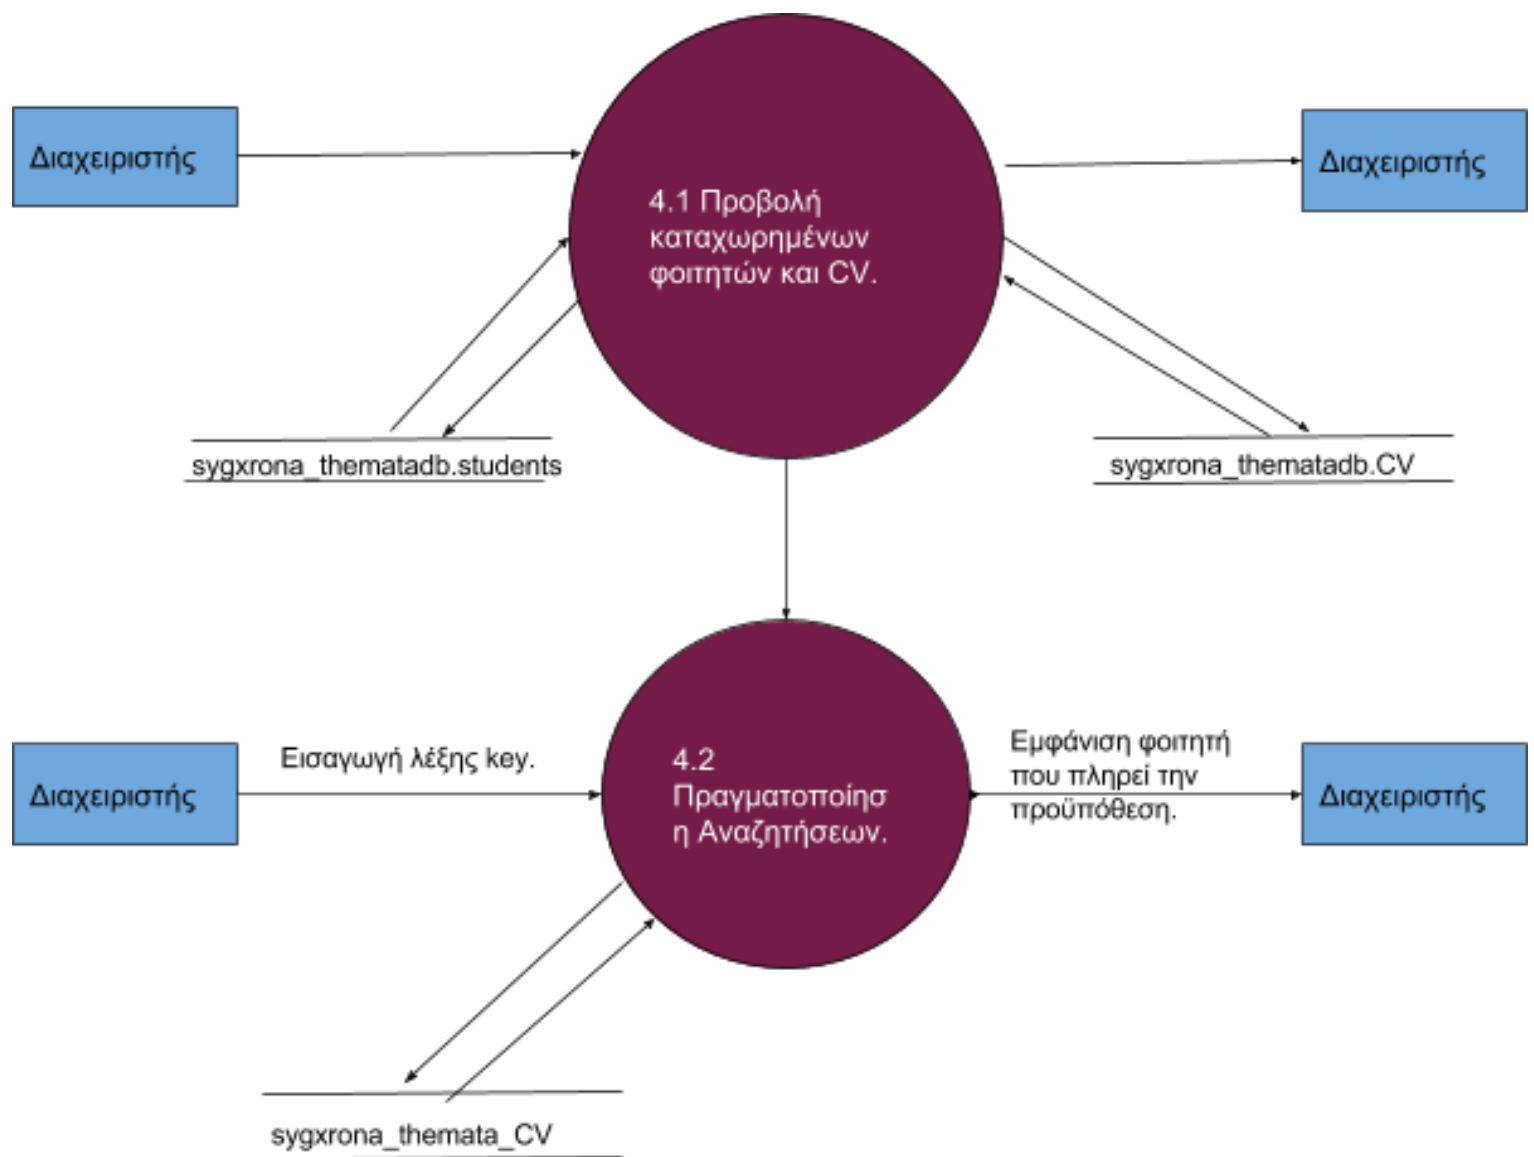 Διαχειριστής
Διαχειριστής
4.1 Προβολή
καταχωρημένων
φοιτητών και CV.
sygxrona_thematadb.students
sygxrona_thematadb.CV
Διαχειριστής
Εισαγωγή λέξης key.
4.2
Πραγματοποίησ
η Αναζητήσεων.
Εμφάνιση φοιτητή
που πληρεί την
προϋπόθεση.
Διαχειριστής
sygxrona_themata_CV